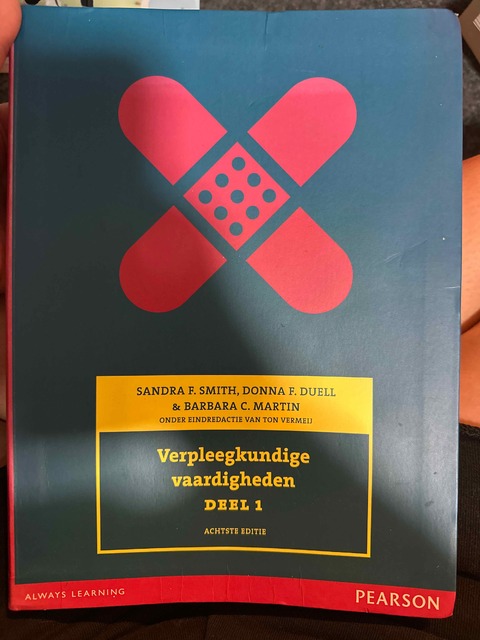 SANDRA F. SMITH, DONNA F. DUELL
& BARBARA C. MARTIN
ONDER EINDREDACTIE VAN TON VERMEIJ
Verpleegkundige
vaardigheden
DEEL 1
ACHTSTE EDITIE
ALWAYS LEARNING
PEARSON